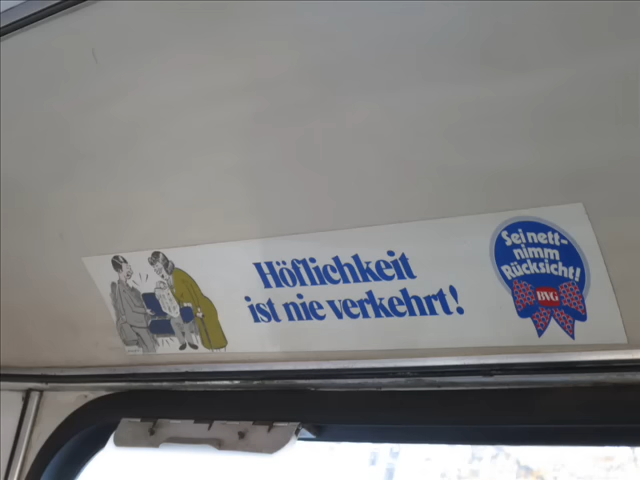 Höflichkeit
ist nie verkehrt!
Sei nett-
nimm
Rücksicht!
BVG